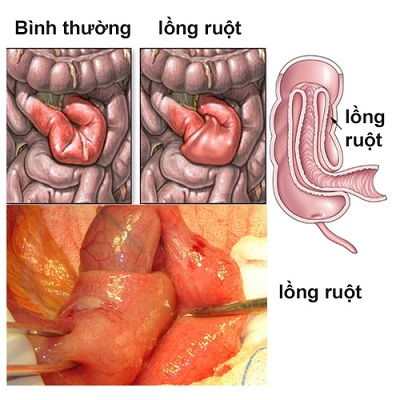 Bình thường
lồng ruột
lồng
ruột
lồng ruột